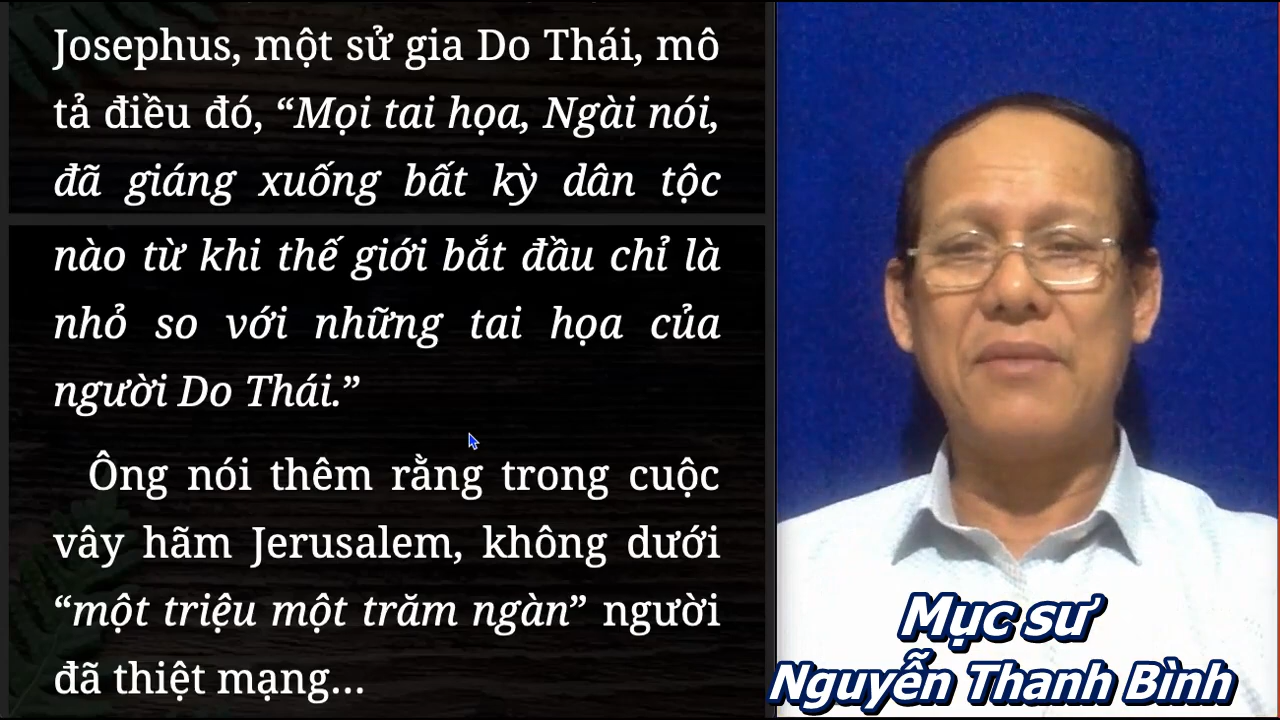 Josephus, một sử gia Do Thái, mô
tả điều đó, “Mọi tai họa, Ngài nói,
đã giáng xuống bất kỳ dân tộc
nào từ khi thế giới bắt đầu chỉ là
nhỏ so với những tai họa của
người Do Thái.”
Ông nói thêm rằng trong cuộc
vây hãm Jerusalem, không dưới
“một triệu một trăm ngàn” người
đã thiệt mạng...
Mục sư
Nguyễn Thanh Bình